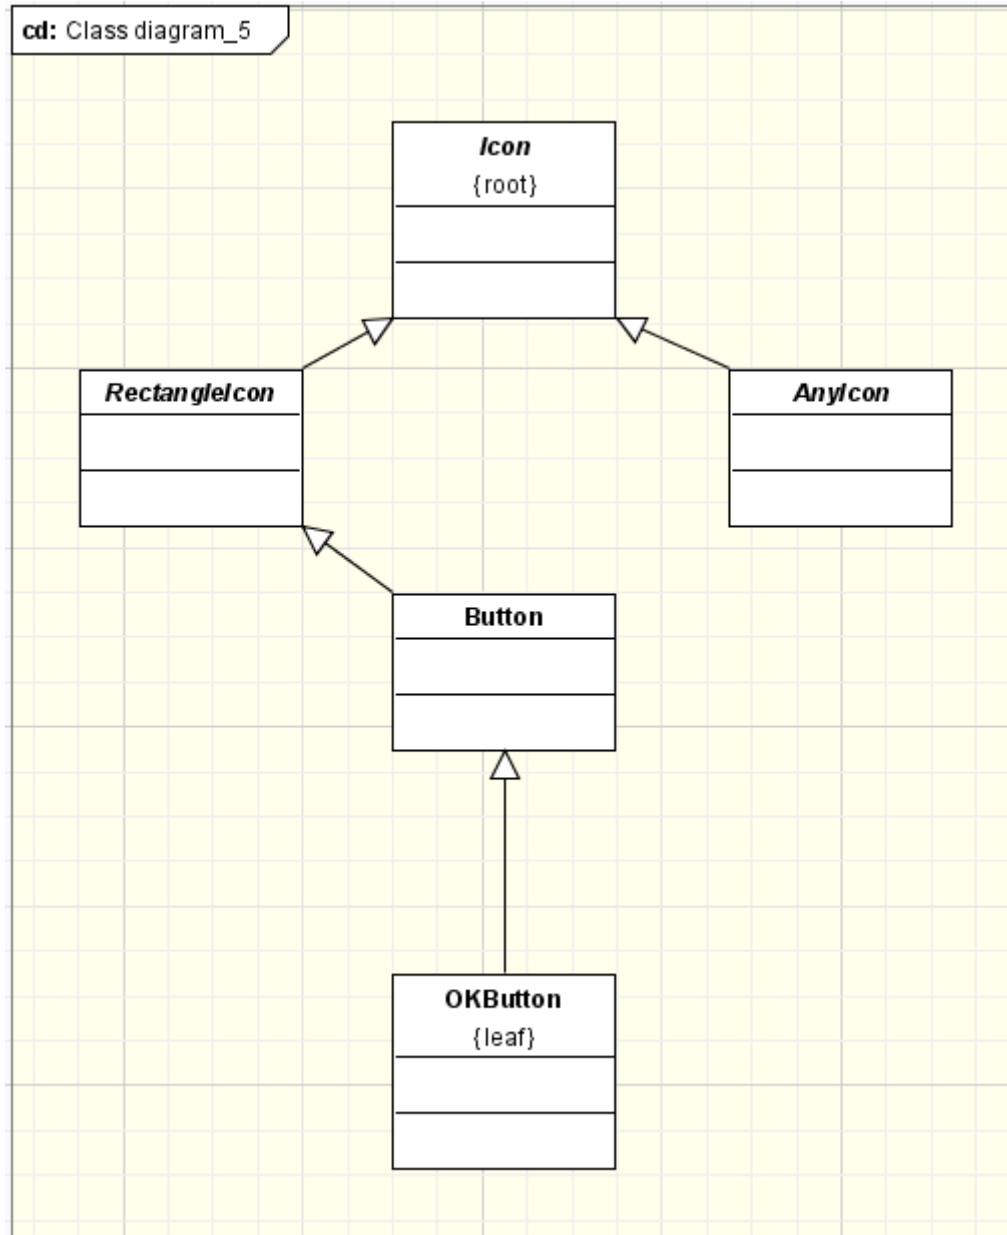 cd: Class diagram_5
Icon
{root}
RectangleIcon
AnyIcon
Button
OKButton
{leaf}